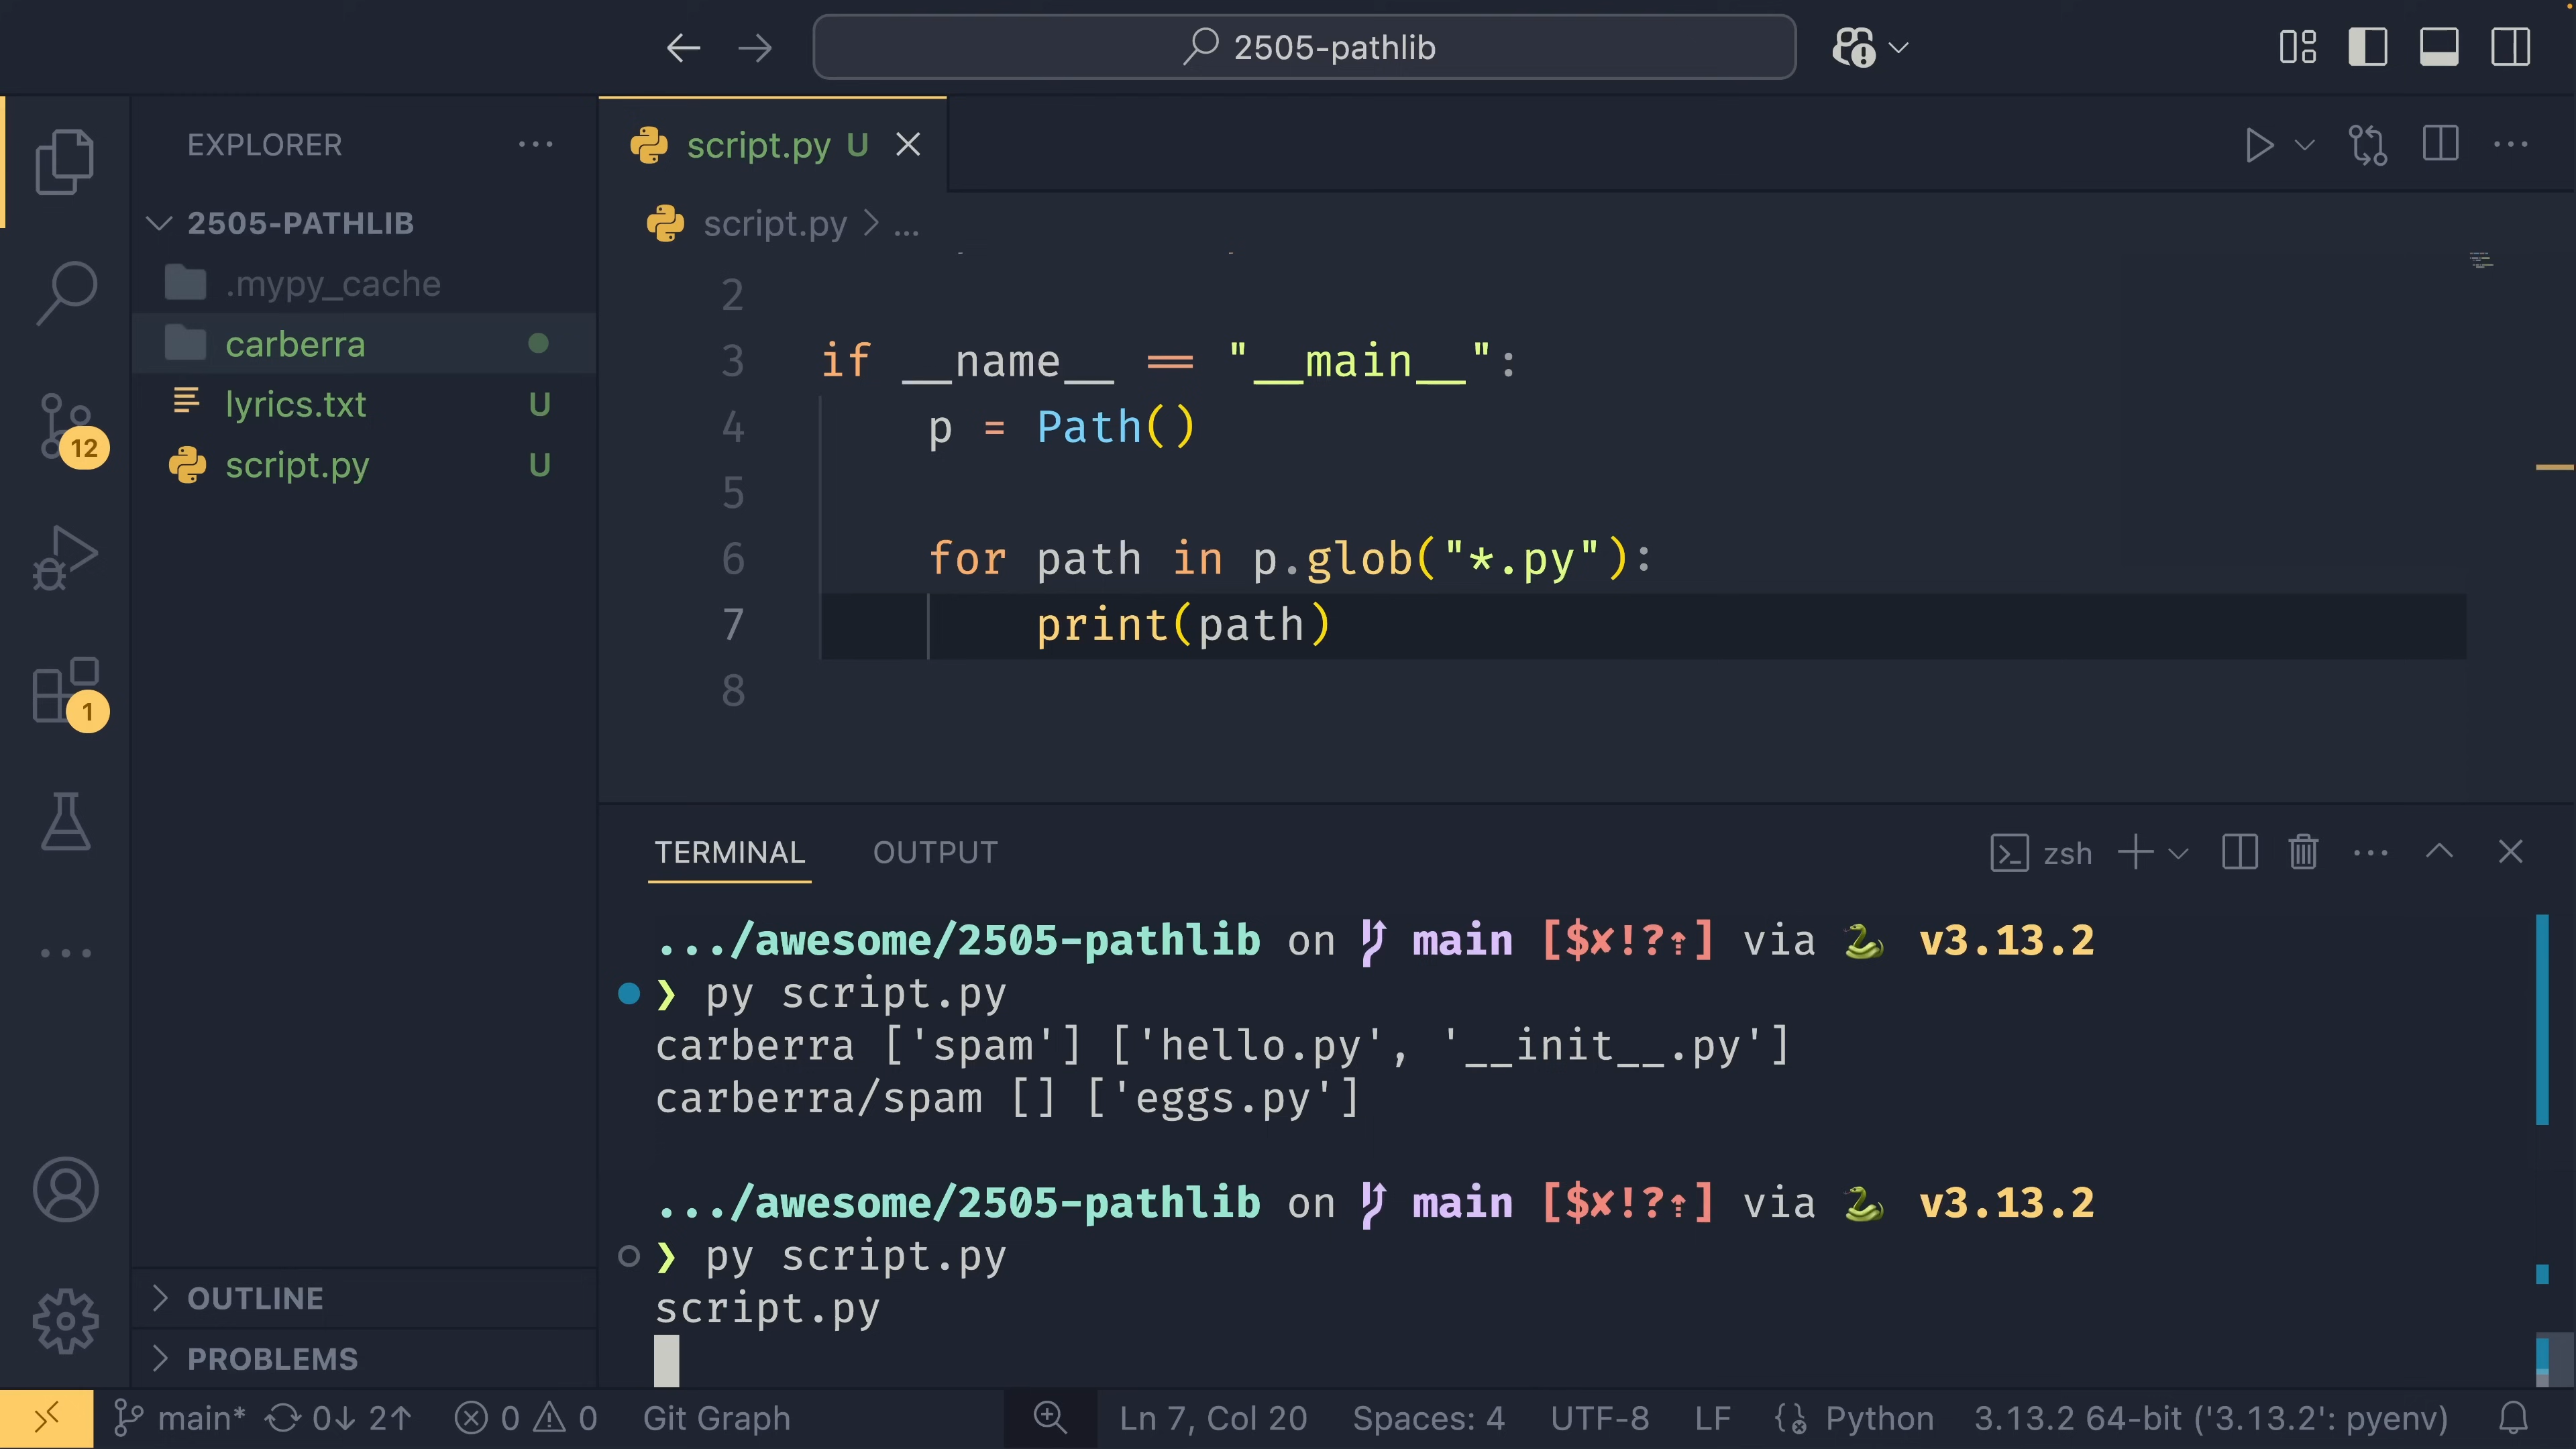 2505-pathlib
EXPLORER
script.py U
2505-PATHLIB
script.py > ...
.mypy_cache
carberra
lyrics.txt U
script.py U
12
1
2
3 if __name__ == "__main__":
4 p = Path()
5
6 for path in p.glob("*.py"):
7 print(path)
8
TERMINAL
OUTPUT
zsh
.../awesome/2505-pathlib on main [$✘!?⇡] via 🐍 v3.13.2
❯ py script.py
carberra ['spam'] ['hello.py', '__init__.py']
carberra/spam [] ['eggs.py']
.../awesome/2505-pathlib on main [$✘!?⇡] via 🐍 v3.13.2
❯ py script.py
script.py
OUTLINE
PROBLEMS
main* 0↓ 2↑ 0 0 Git Graph Ln 7, Col 20 Spaces: 4 UTF-8 LF Python 3.13.2 64-bit ('3.13.2': pyenv)